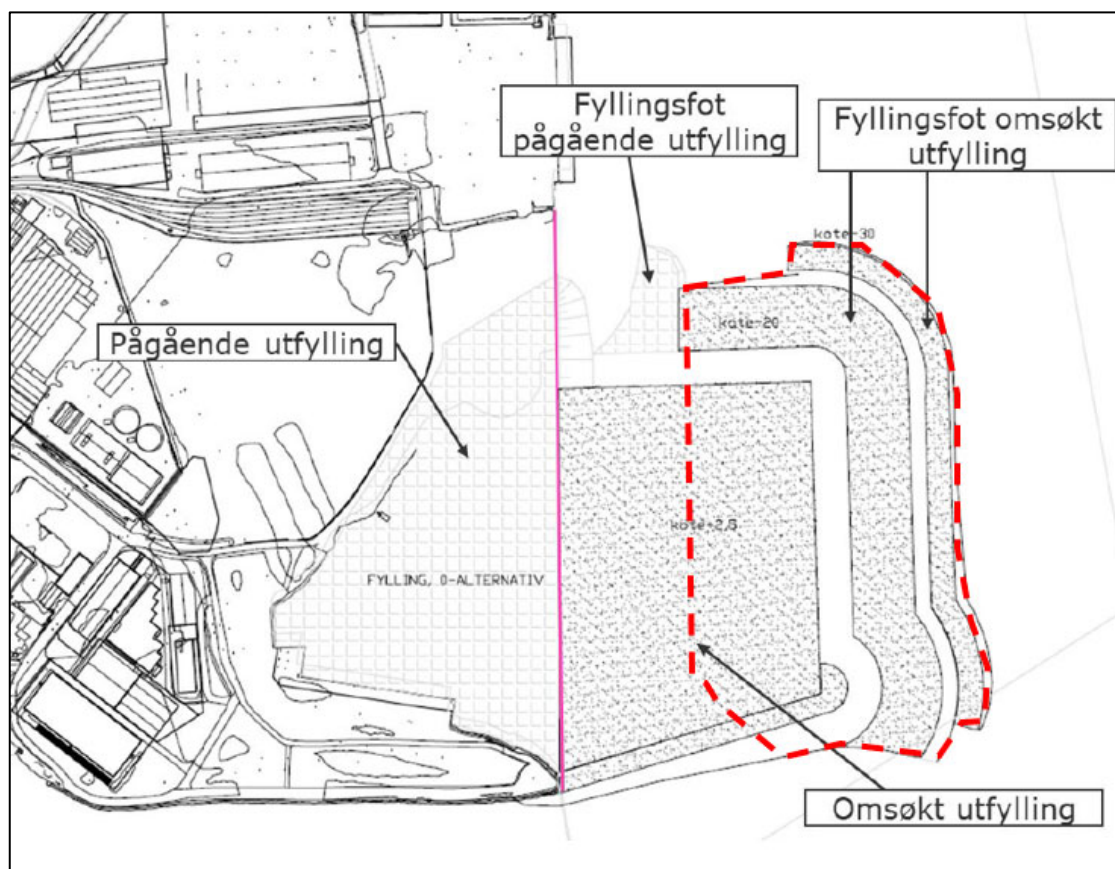 Fyllingsfot
pågående utfylling
Fyllingsfot omsøkt
utfylling
kote-30
kote-20
Pågående utfylling
kote-2,5
FYLLING, 0-ALTERNATIV
Omsøkt utfylling